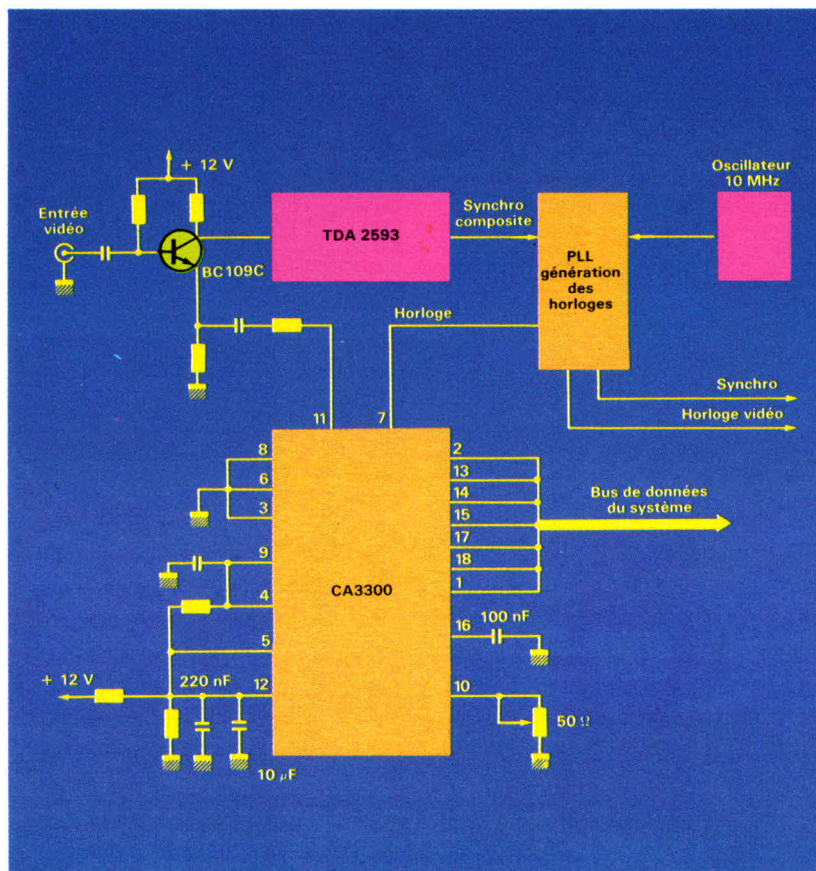 + 12 V
Oscillateur
10 MHz
Entrée
vidéo
TDA 2593
Synchro
composite
PLL
génération
des
horloges
BC109C
Horloge
Synchro
Horloge vidéo
11
7
8
2
6
13
3
14
15
Bus de données
du système
9
17
18
4
CA3300
1
5
16
100 nF
+ 12 V
220 nF
12
10
50 Ω
10 µF